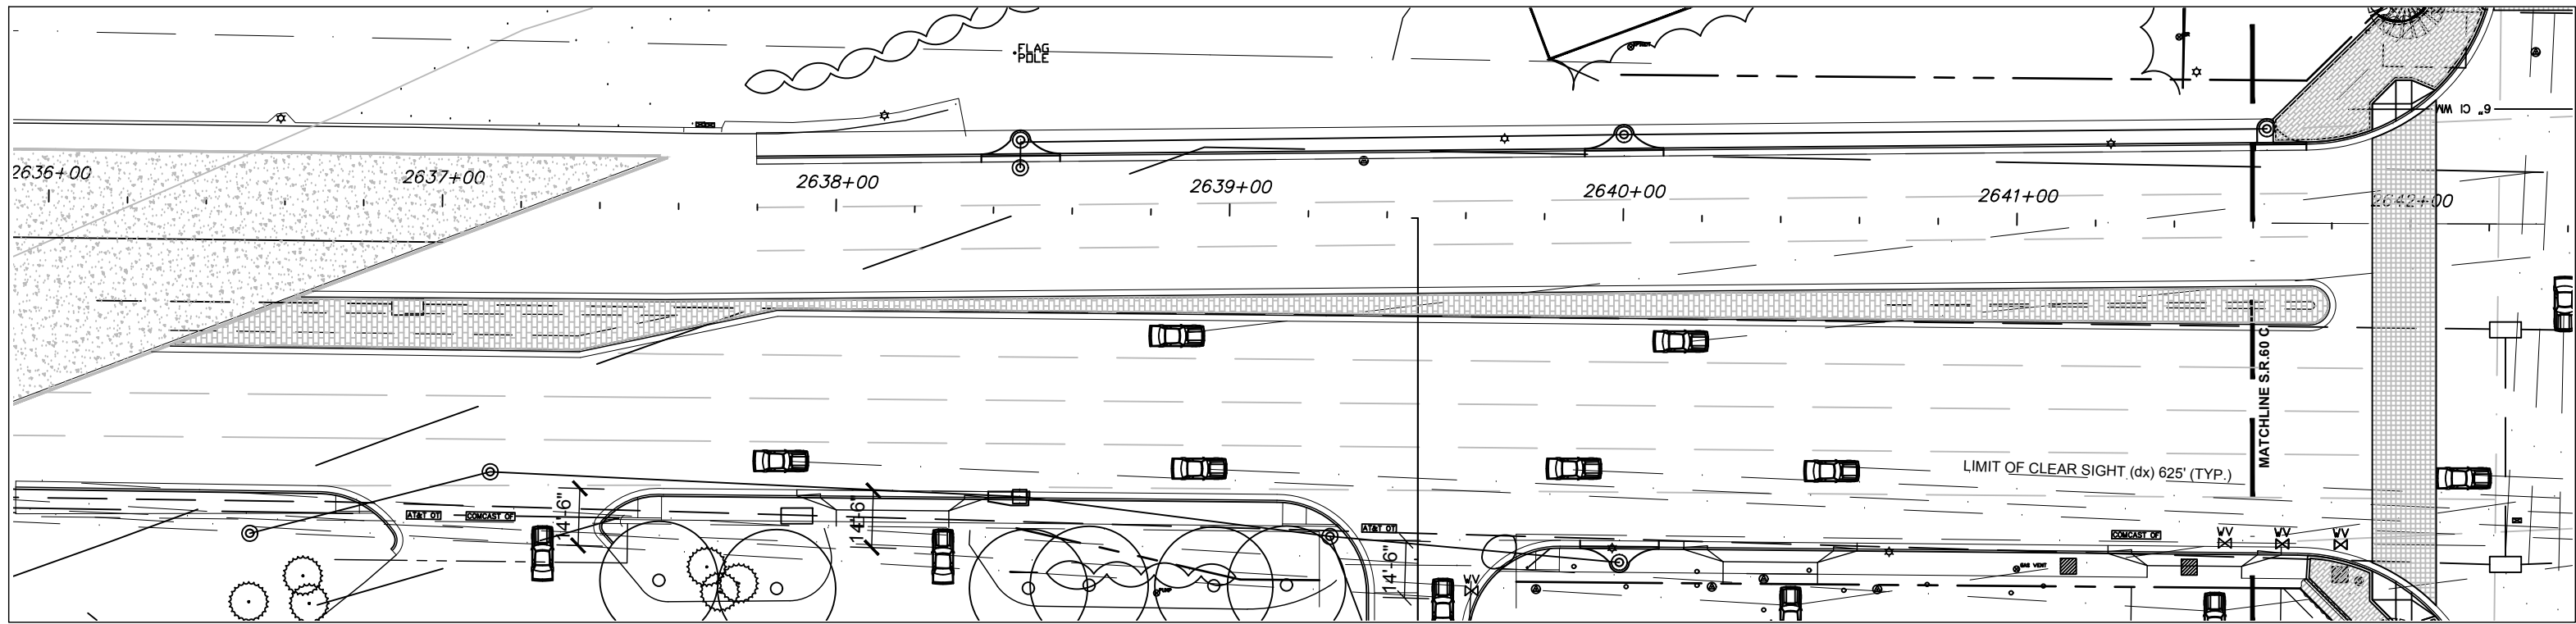 FLAG
POLE
6" CI WM
2636+00
2637+00
2638+00
2639+00
2640+00
2641+00
2642+00
MATCHLINE S.R.60 C
LIMIT OF CLEAR SIGHT (dx) 625' (TYP.)
14'-6"
14'-6"
14'-6"
AT&T OT
COMCAST OF
AT&T OT
COMCAST OF
WV
WV
WV
WV
GAS VENT
PUMP